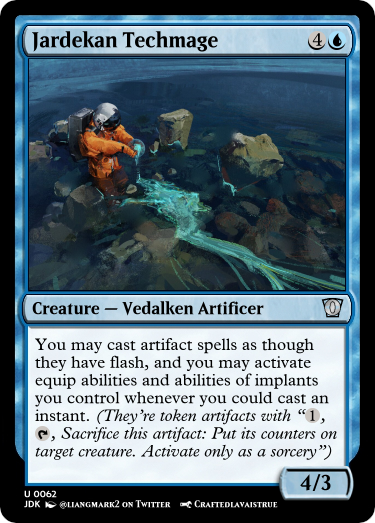 Jardekan Techmage 4
Creature — Vedalken Artificer
You may cast artifact spells as though
they have flash, and you may activate
equip abilities and abilities of implants
you control whenever you could cast an
instant. (They're token artifacts with “1,
, Sacrifice this artifact: Put its counters on
target creature. Activate only as a sorcery”)
4/3
U 0062
JDK @liangmark2 on Twitter Craftedlavaistrue